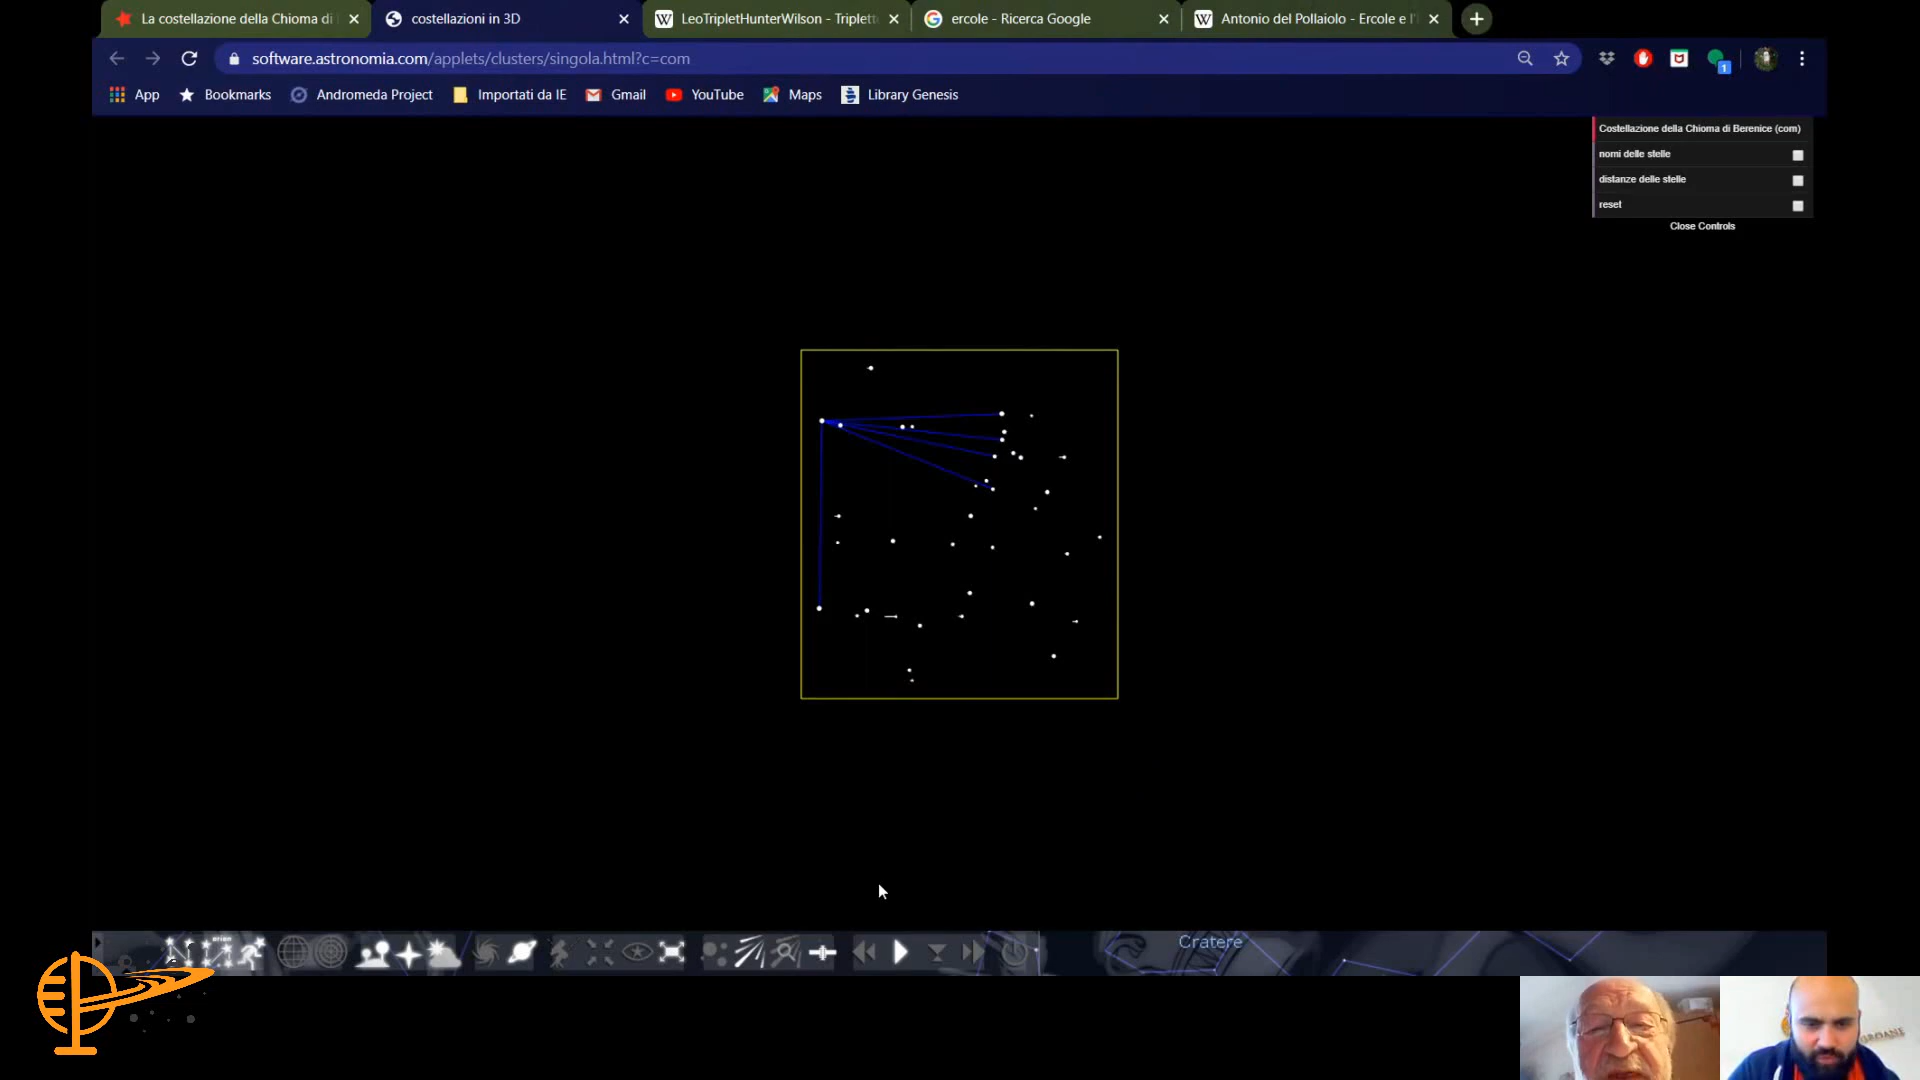 La costellazione della Chioma di
costellazioni in 3D
LeoTripletHunterWilson - Triplett
ercole - Ricerca Google
Antonio del Pollaiolo - Ercole e l'
software.astronomia.com/applets/clusters/singola.html?c=com
1
App
Bookmarks
Andromeda Project
Importati da IE
Gmail
YouTube
Maps
Library Genesis
Costellazione della Chioma di Berenice (com)
nomi delle stelle
distanze delle stelle
reset
Close Controls
Cratere